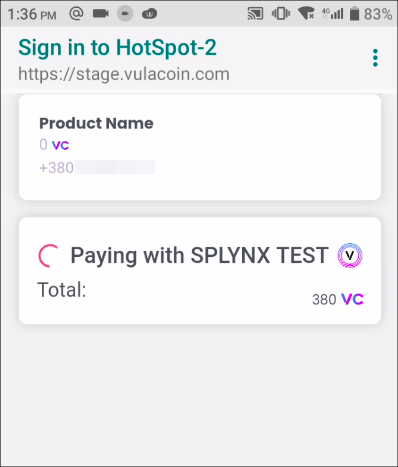 1:36 PM @ 4G 83%
Sign in to HotSpot-2
https://stage.vulacoin.com
Product Name
0 VC
+380
Paying with SPLYNX TEST V
Total:
380 VC